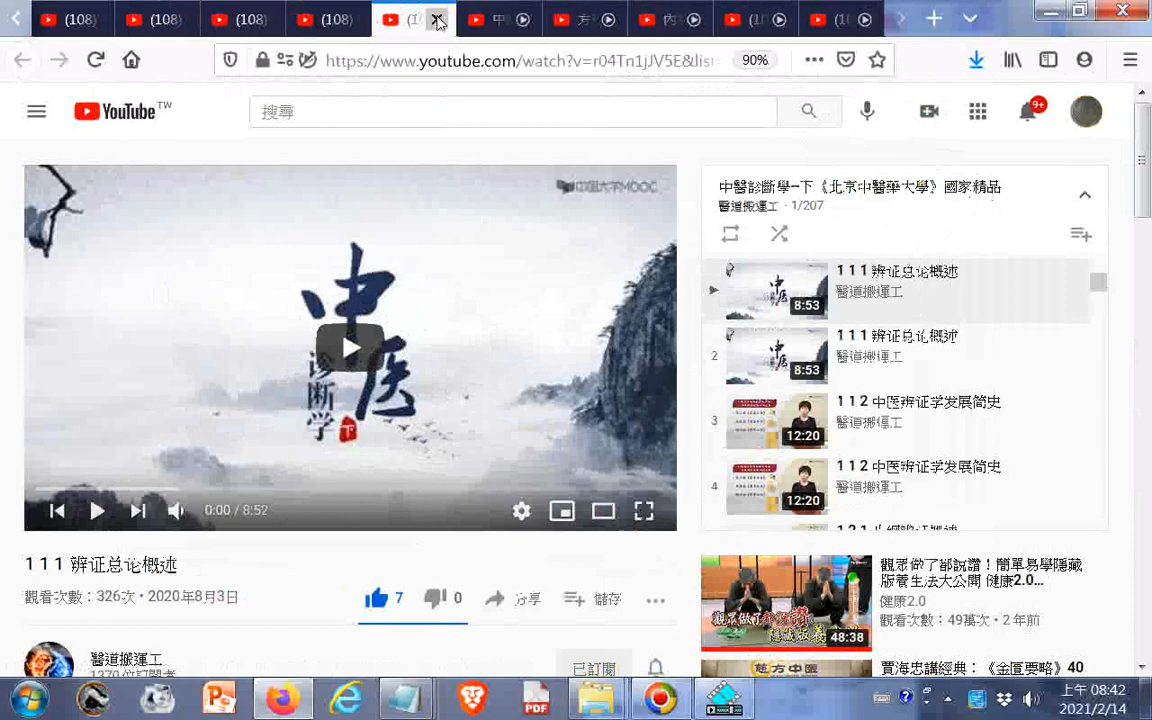 (108)
(108)
(108)
(108)
https://www.youtube.com/watch?v=r04Tn1jJV5E&lis
90%
YouTube TW
搜尋
9+
中国大学MOOC
中医
诊断学
下
0:00 / 8:52
中醫診斷學--下《北京中醫藥大學》國家精品
醫道搬運工 · 1/207
1 1 1 辨证总论概述
醫道搬運工
8:53
2
1 1 1 辨证总论概述
醫道搬運工
8:53
3
1 1 2 中医辨证学发展简史
醫道搬運工
12:20
4
1 1 2 中医辨证学发展简史
醫道搬運工
12:20
1 1 1 辨证总论概述
觀看次數：326次 • 2020年8月3日
7
0
分享
儲存
醫道搬運工
已訂閱
觀眾做了都說讚！簡單易學隱藏
版養生法大公開 健康2.0...
健康2.0
觀看次數：49萬次 • 2 年前
48:38
賈海忠講經典：《金匱要略》40
PDF
上午 08:42
2021/2/14